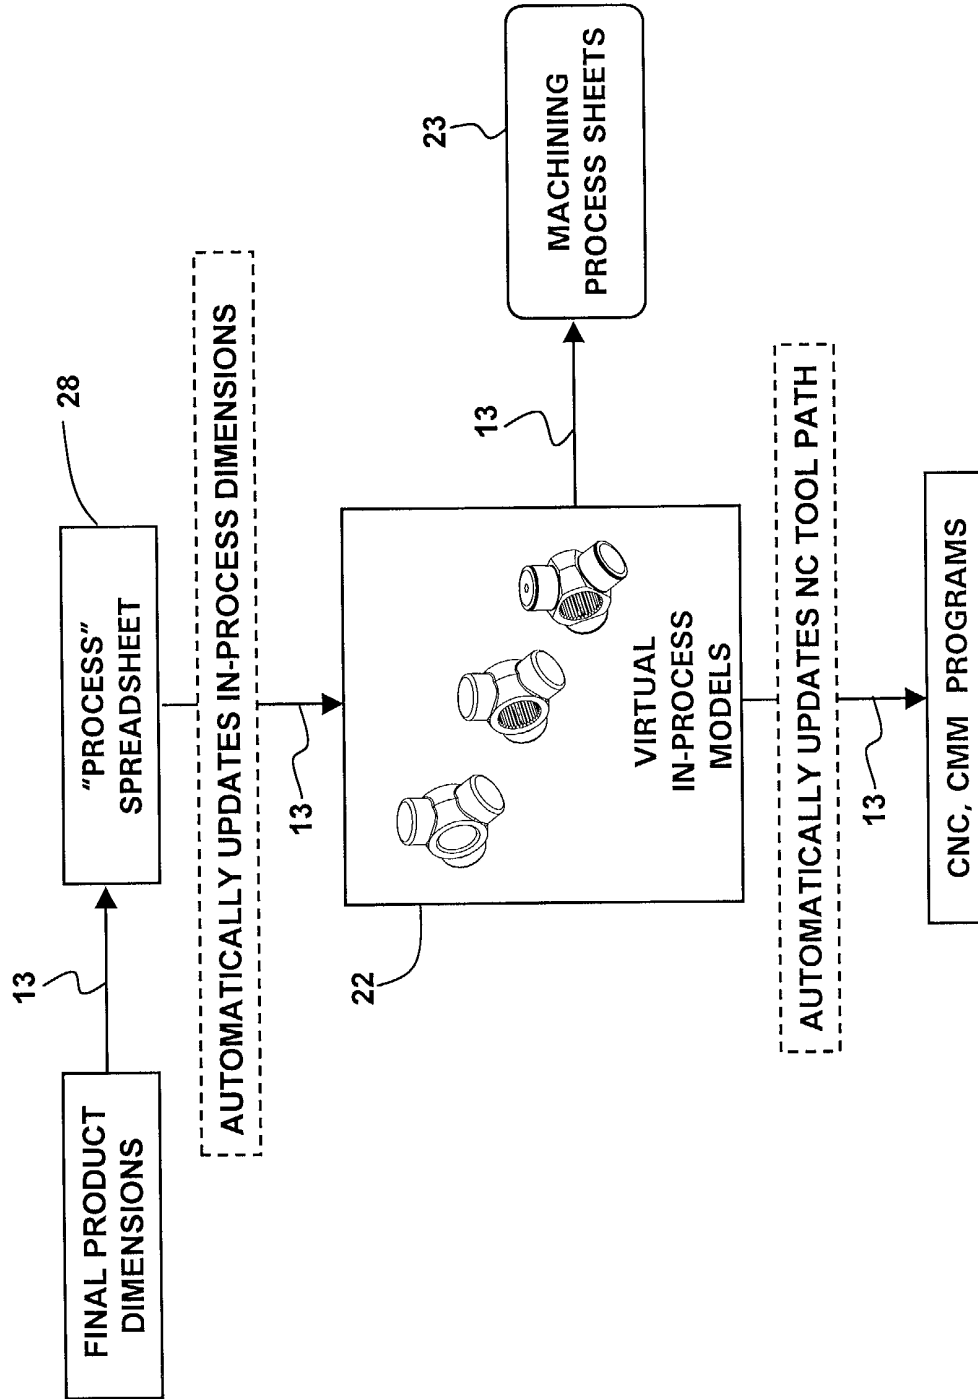 FINAL PRODUCT
DIMENSIONS
13
"PROCESS"
SPREADSHEET
28
AUTOMATICALLY UPDATES IN-PROCESS DIMENSIONS
13
22
VIRTUAL
IN-PROCESS
MODELS
13
MACHINING
PROCESS SHEETS
23
AUTOMATICALLY UPDATES NC TOOL PATH
13
CNC, CMM PROGRAMS